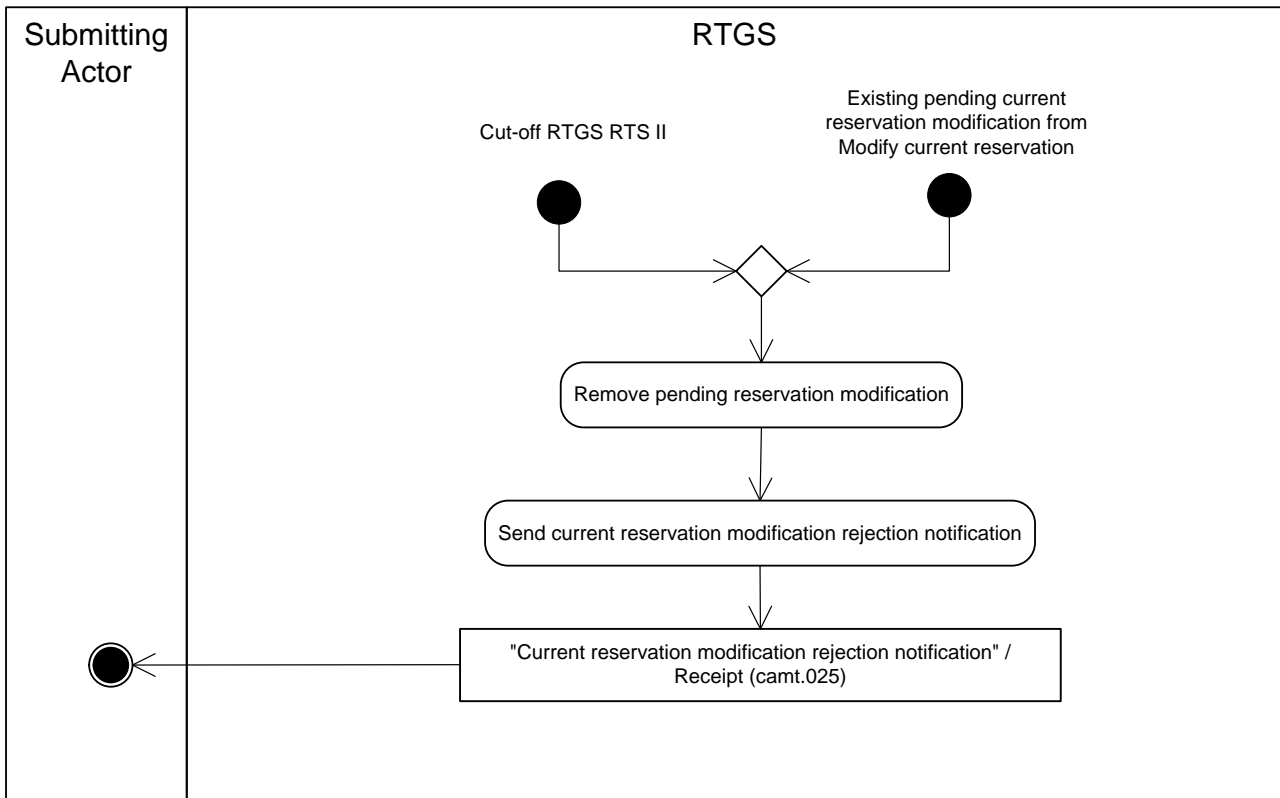 Submitting
Actor
RTGS
Cut-off RTGS RTS II
Existing pending current
reservation modification from
Modify current reservation
Remove pending reservation modification
Send current reservation modification rejection notification
"Current reservation modification rejection notification" /
Receipt (camt.025)